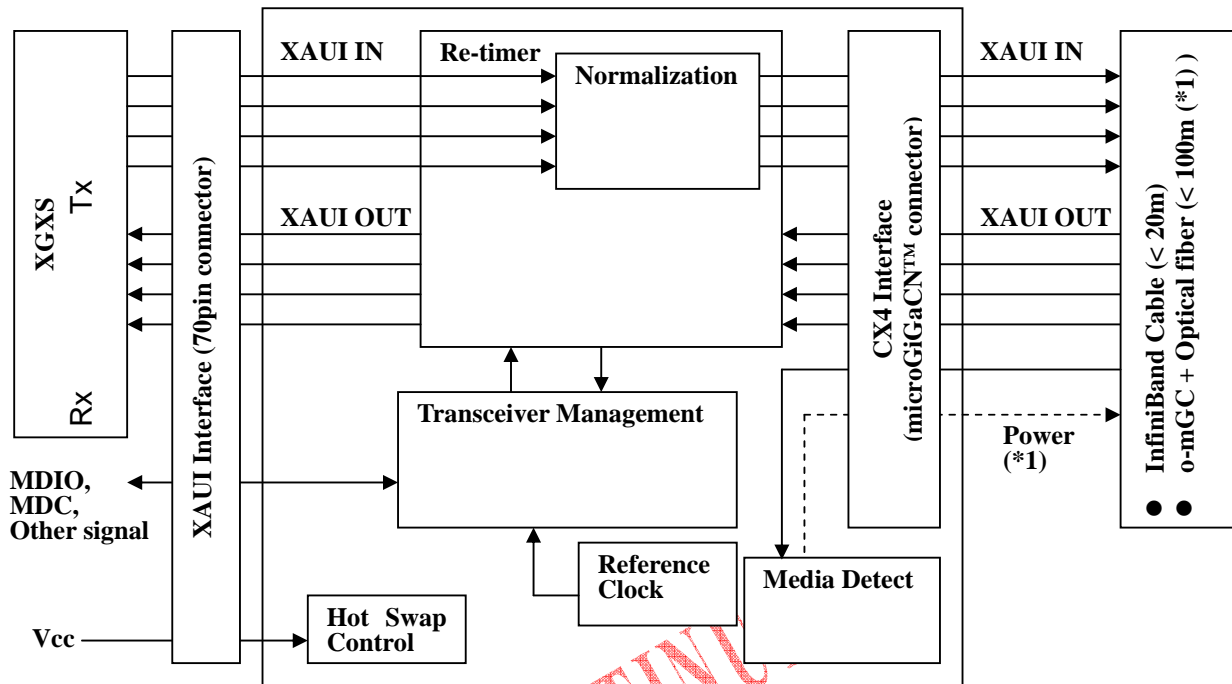 XAUI IN
Re-timer
Normalization
XAUI IN
XGXS
Tx
Rx
XAUI Interface (70pin connector)
XAUI OUT
CX4 Interface
(microGiGaCN™ connector)
XAUI OUT
● InfiniBand Cable (< 20m)
● o-mGC + Optical fiber (< 100m (*1) )
Transceiver Management
Power
(*1)
MDIO,
MDC,
Other signal
Reference
Clock
Media Detect
Vcc
Hot Swap
Control